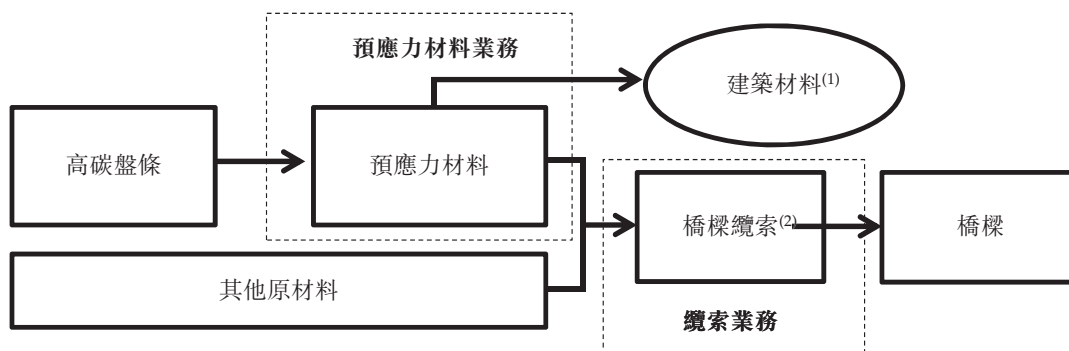 預應力材料業務
建築材料(1)
高碳盤條
預應力材料
橋樑纜索(2)
橋樑
其他原材料
纜索業務